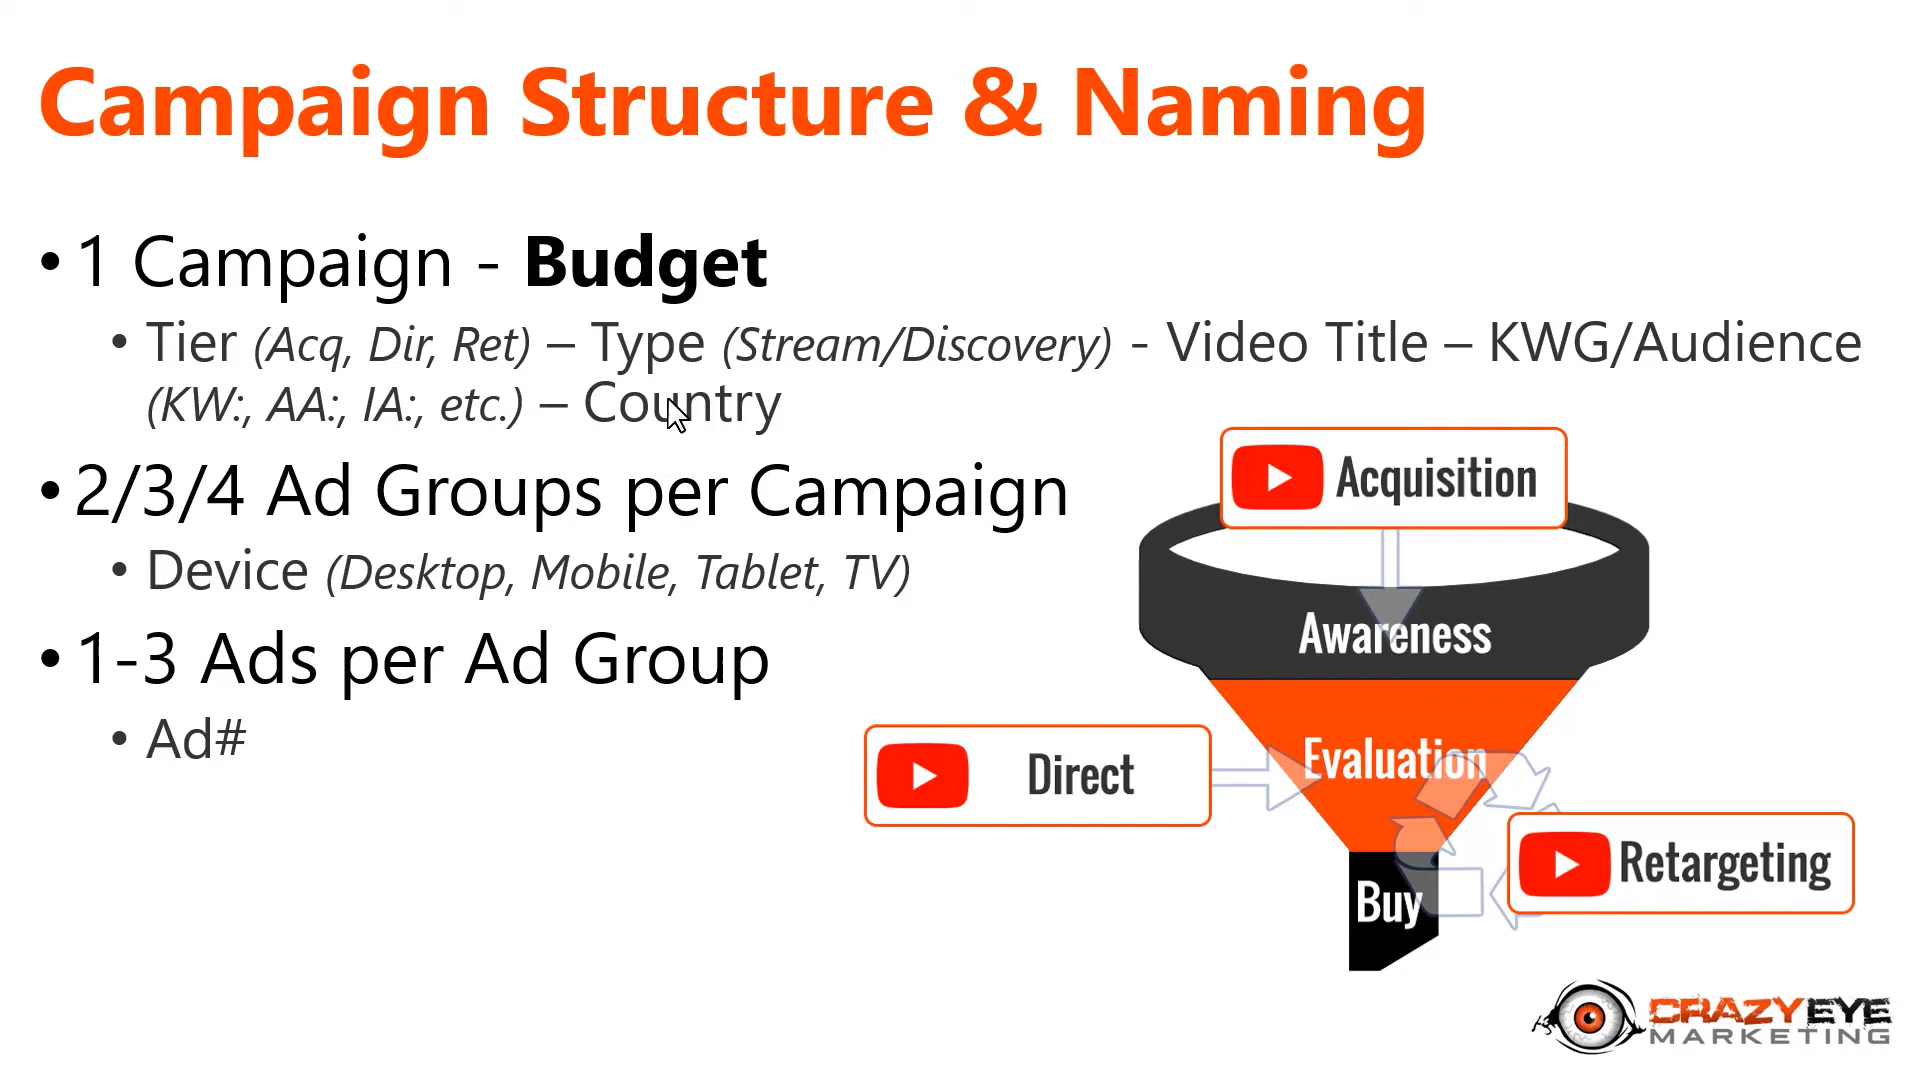 Campaign Structure & Naming
• 1 Campaign - Budget
• Tier (Acq, Dir, Ret) – Type (Stream/Discovery) - Video Title – KWG/Audience
(KW:, AA:, IA:, etc.) – Country
• 2/3/4 Ad Groups per Campaign
• Device (Desktop, Mobile, Tablet, TV)
• 1-3 Ads per Ad Group
• Ad#
Acquisition
Awareness
Direct
Evaluation
Retargeting
Buy
CRAZYEYE
MARKETING